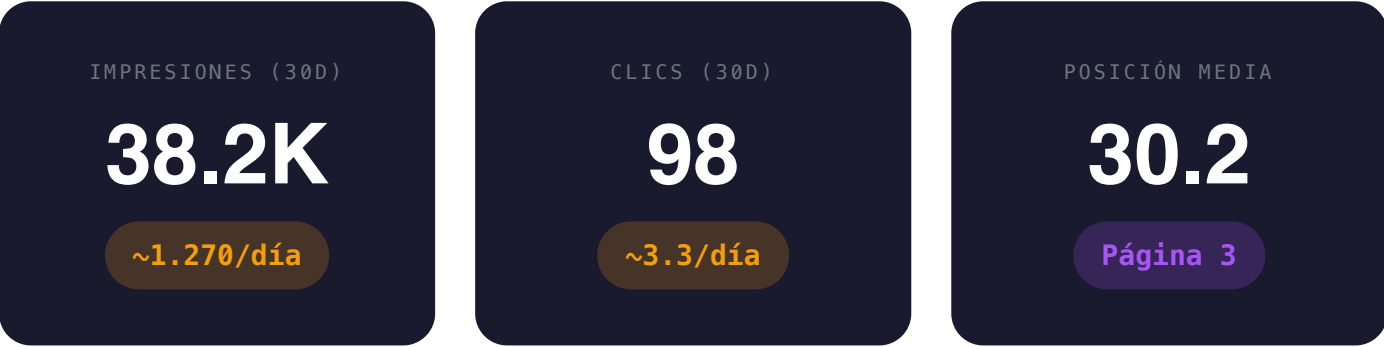 IMPRESIONES (30D)
38.2K
~1.270/día
CLICS (30D)
98
~3.3/día
POSICIÓN MEDIA
30.2
Página 3